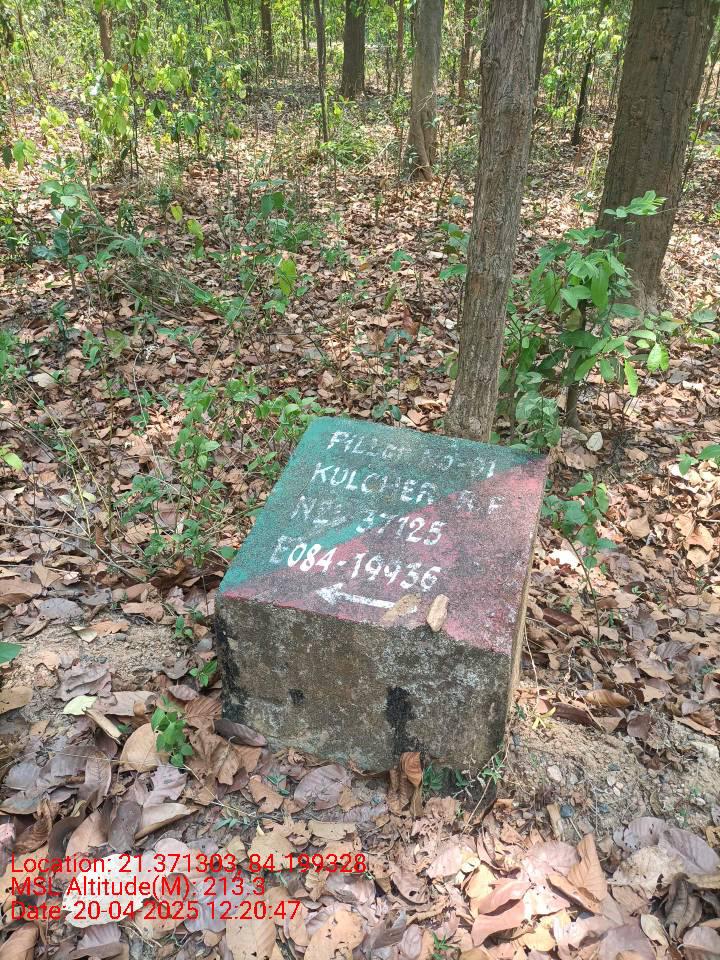 PILLER NO-01
KULCHER R.F
N21-37125
E084-19936
Location: 21.371303, 84.199328
MSL Altitude(M): 213.3
Date: 20-04-2025 12:20:47